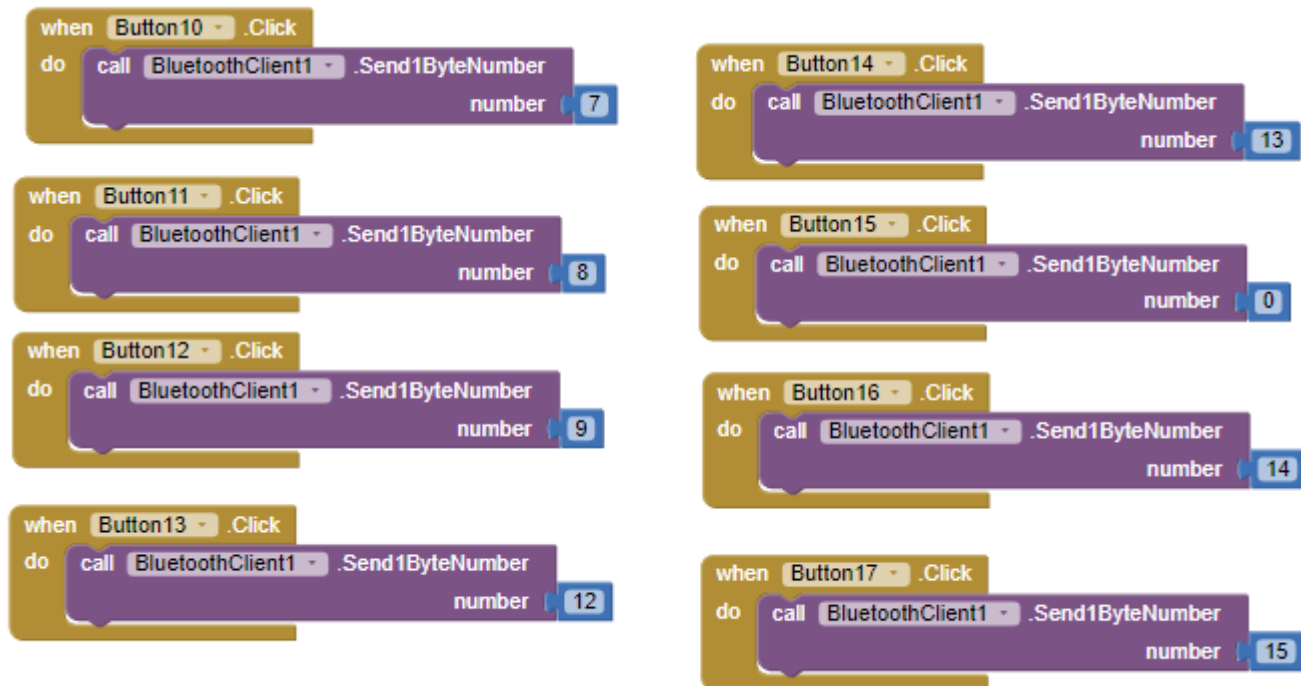 when Button10 .Click
do call BluetoothClient1 .Send1ByteNumber
number 7
when Button11 .Click
do call BluetoothClient1 .Send1ByteNumber
number 8
when Button12 .Click
do call BluetoothClient1 .Send1ByteNumber
number 9
when Button13 .Click
do call BluetoothClient1 .Send1ByteNumber
number 12
when Button14 .Click
do call BluetoothClient1 .Send1ByteNumber
number 13
when Button15 .Click
do call BluetoothClient1 .Send1ByteNumber
number 0
when Button16 .Click
do call BluetoothClient1 .Send1ByteNumber
number 14
when Button17 .Click
do call BluetoothClient1 .Send1ByteNumber
number 15